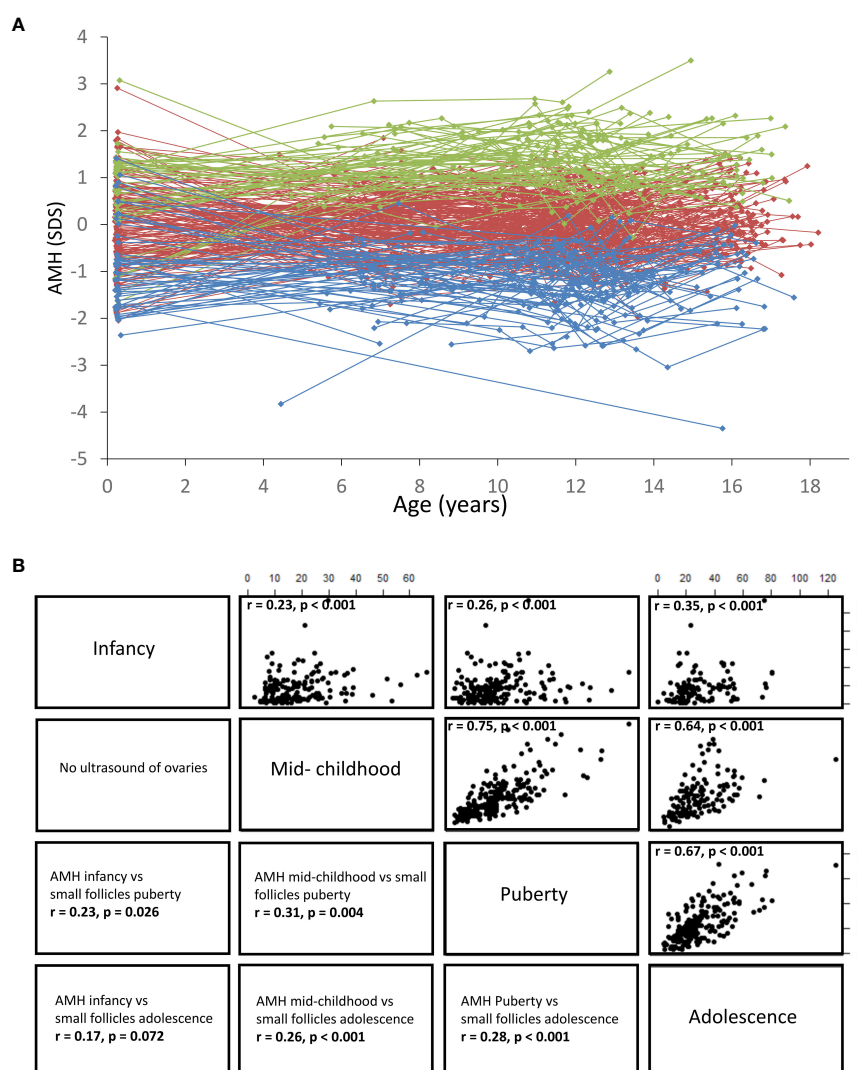 A
4
3
2
1
0
-1
-2
-3
-4
-5
AMH (SDS)
0 2 4 6 8 10 12 14 16 18
Age (years)
B
0 10 20 30 40 50 60
0 20 40 60 80 100 120
Infancy
r = 0.23, p < 0.001
r = 0.26, p < 0.001
r = 0.35, p < 0.001
No ultrasound of ovaries
Mid- childhood
r = 0.75, p < 0.001
r = 0.64, p < 0.001
AMH infancy vs
small follicles puberty
r = 0.23, p = 0.026
AMH mid-childhood vs small
follicles puberty
r = 0.31, p = 0.004
Puberty
r = 0.67, p < 0.001
AMH infancy vs
small follicles adolescence
r = 0.17, p = 0.072
AMH mid-childhood vs
small follicles adolescence
r = 0.26, p < 0.001
AMH Puberty vs
small follicles adolescence
r = 0.28, p < 0.001
Adolescence